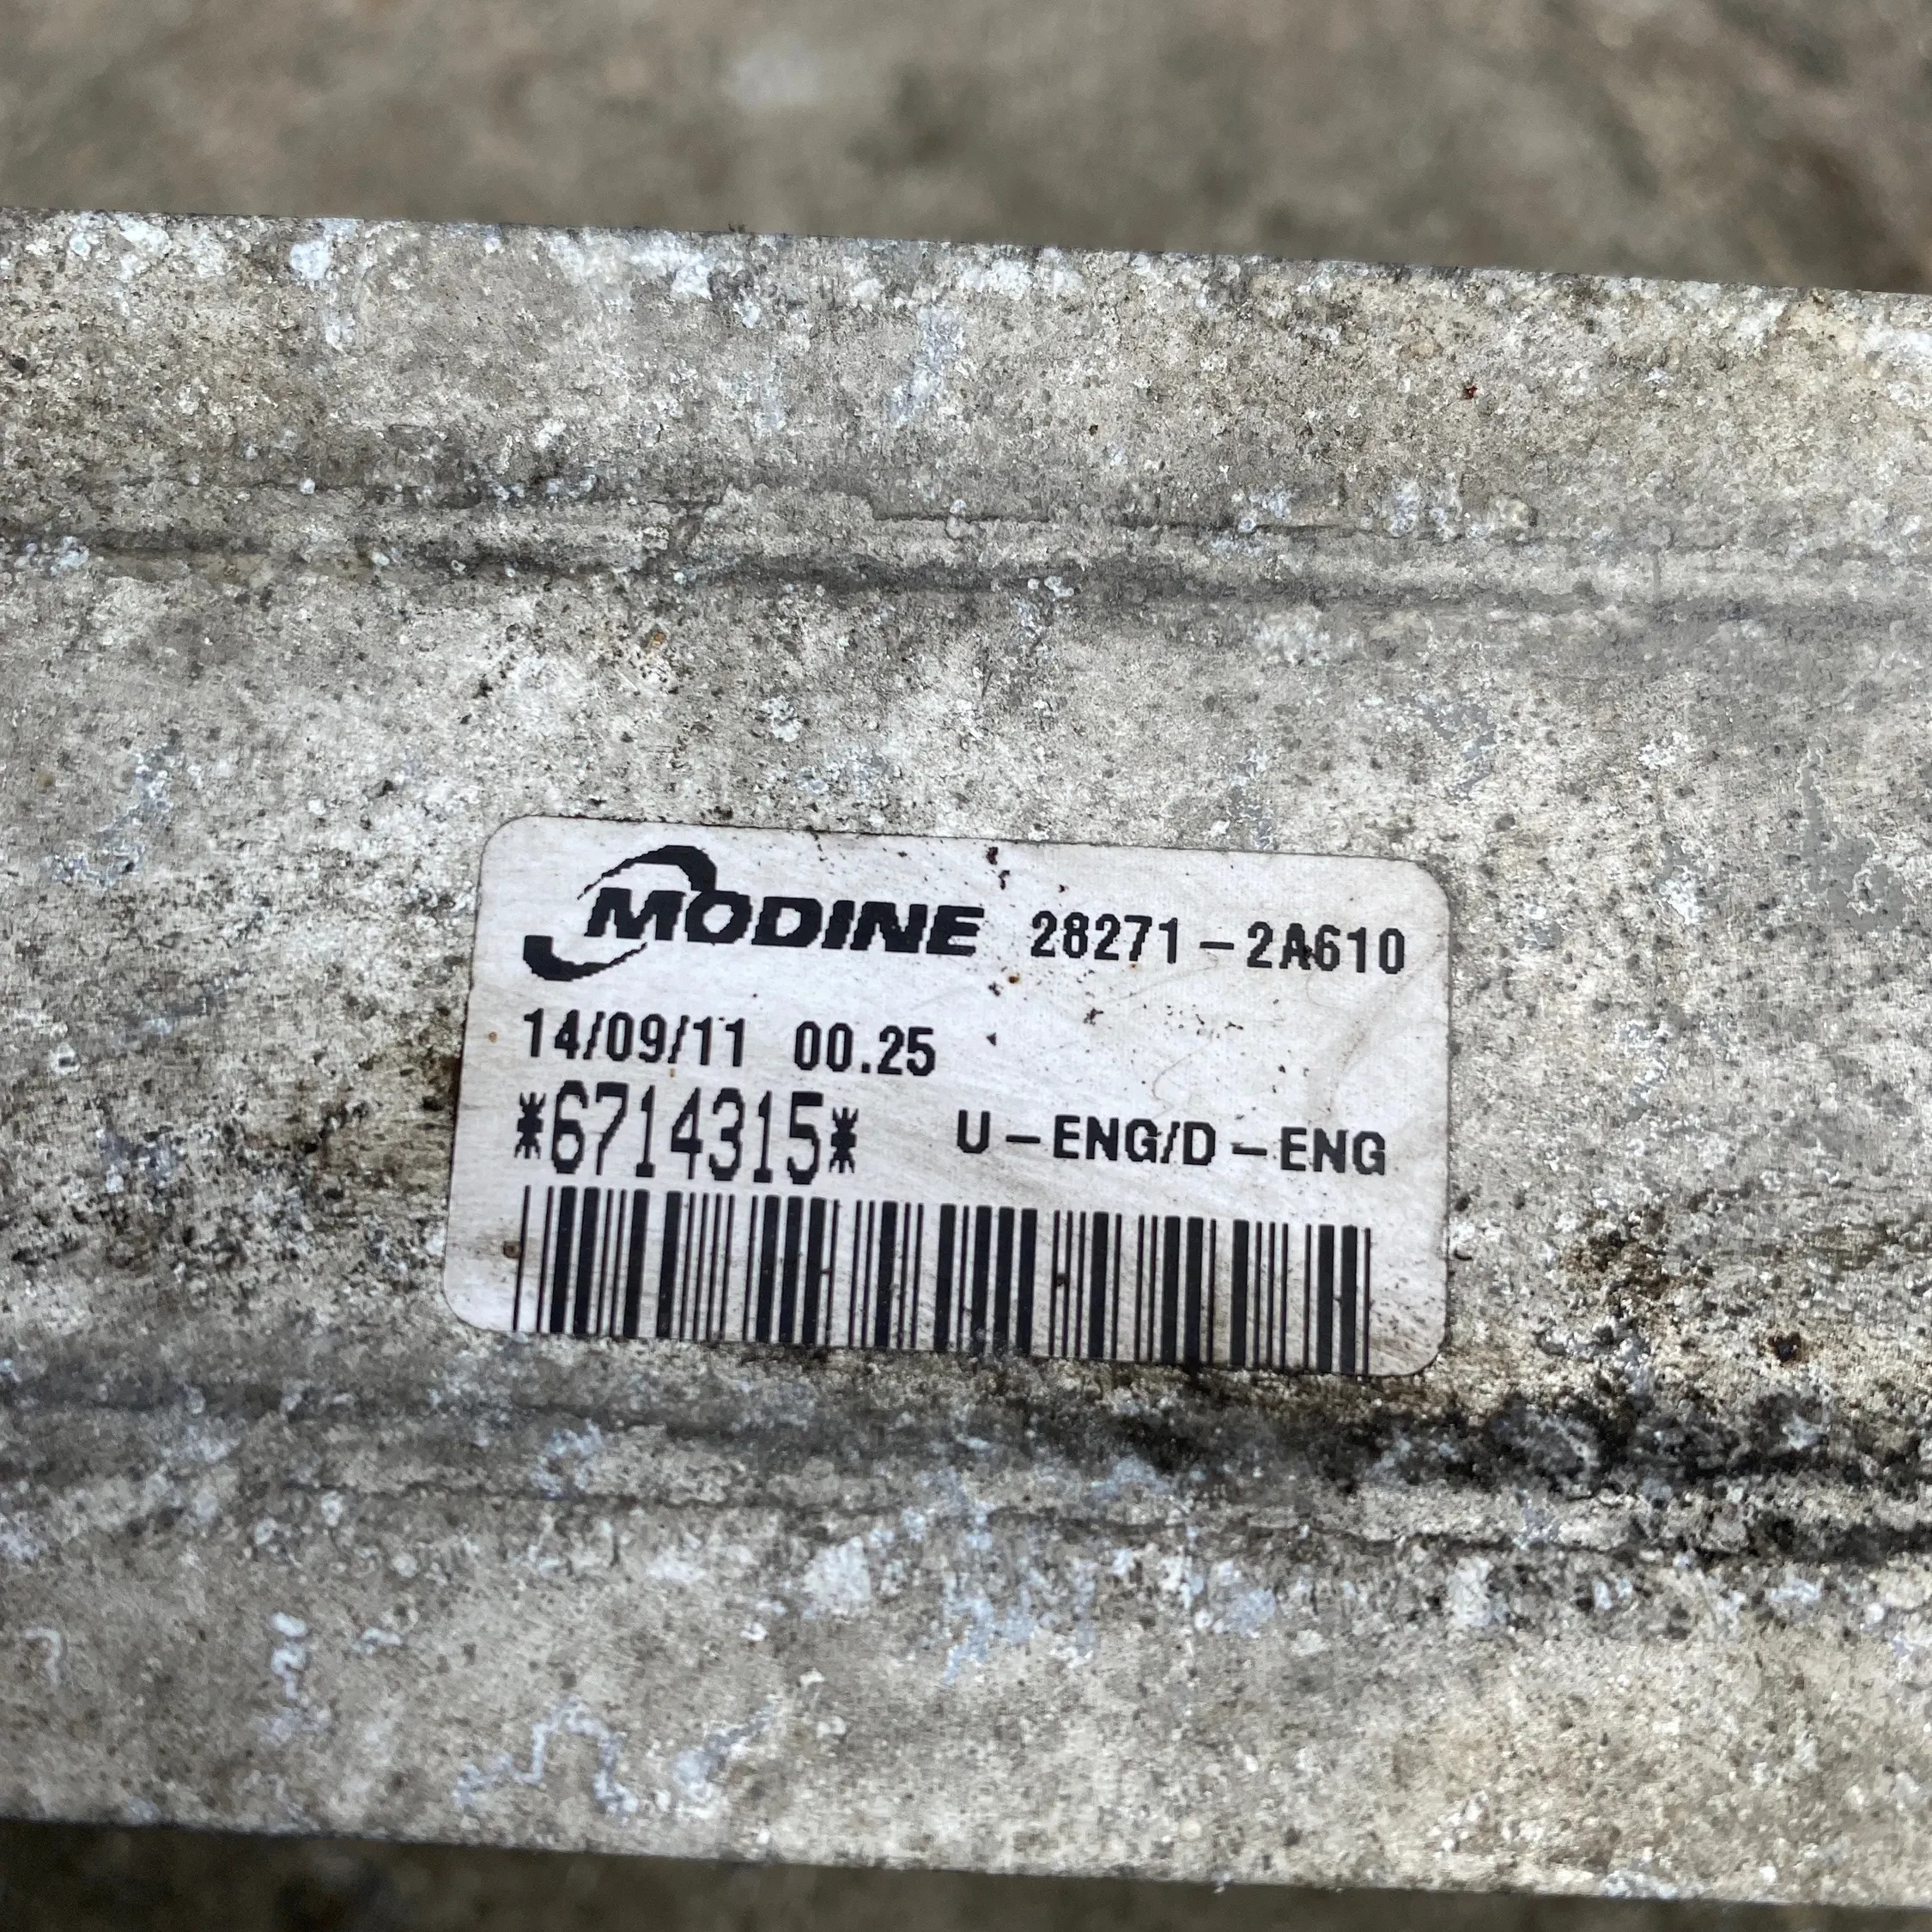 MODINE 28271-2A610
14/09/11 00.25
*6714315* U-ENG/D-ENG